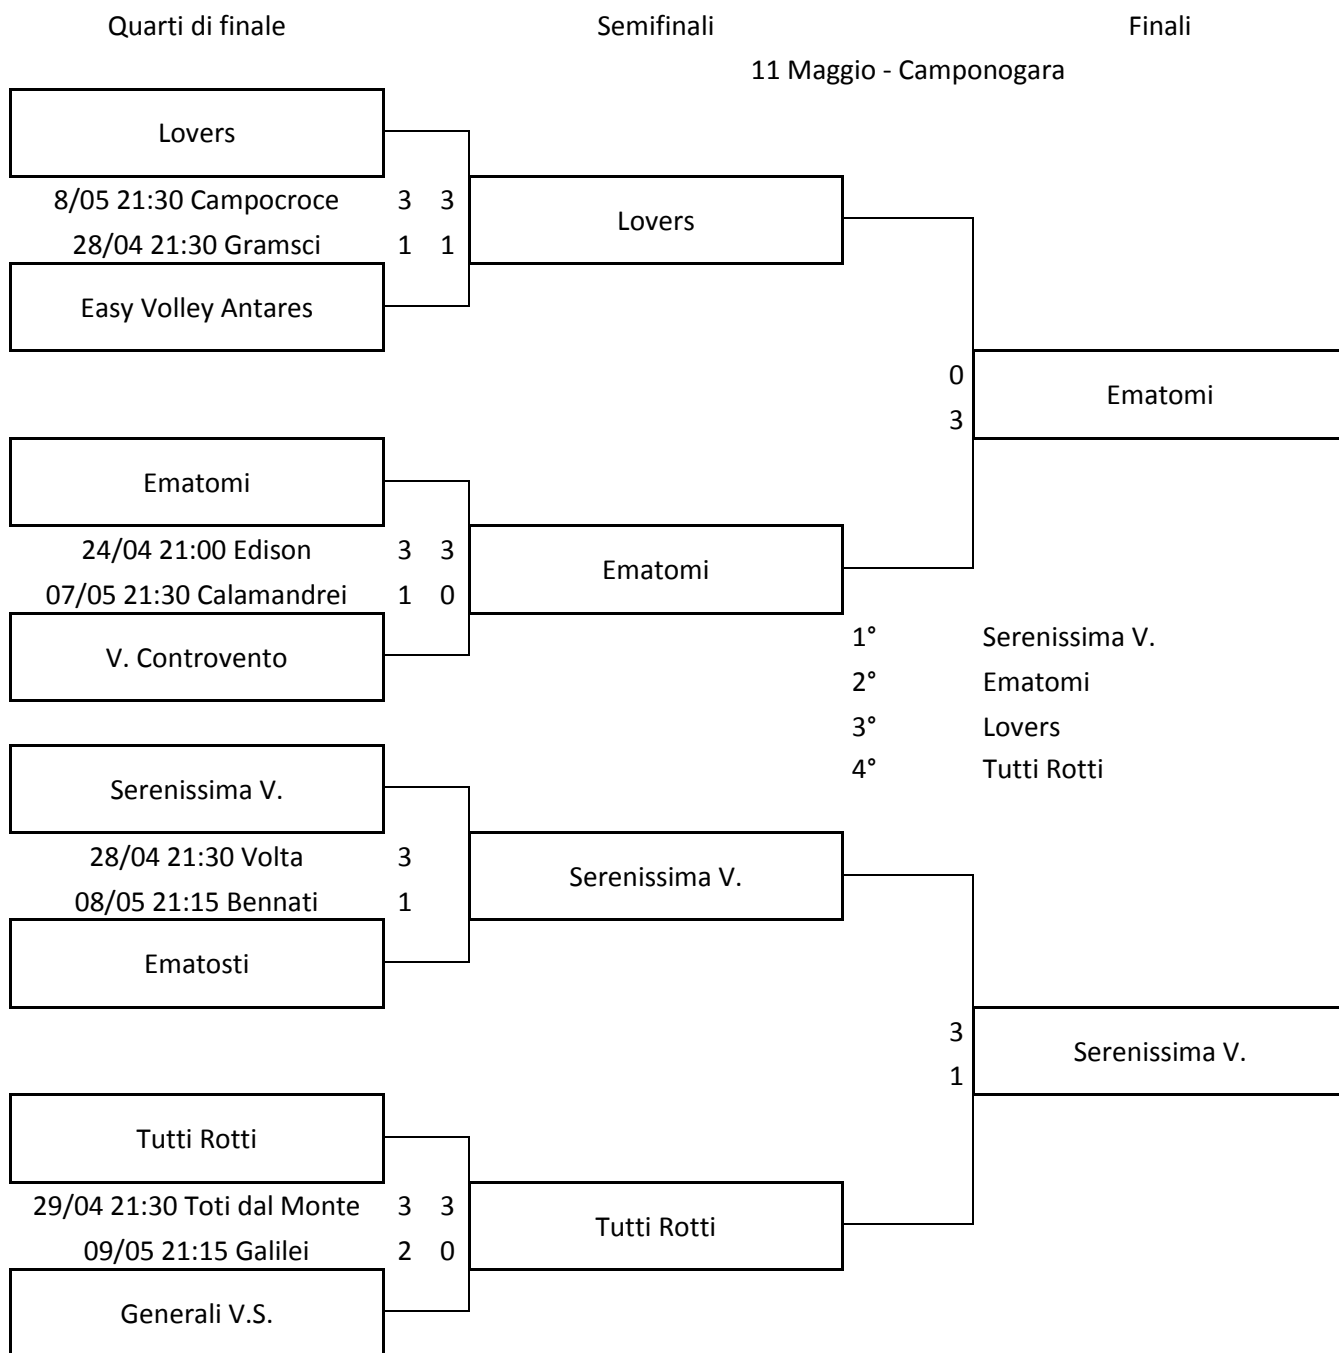 Quarti di finale Semifinali Finali
11 Maggio - Camponogara
Lovers
8/05 21:30 Campocroce 3 3
Lovers
28/04 21:30 Gramsci 1 1
Easy Volley Antares
0
Ematomi
3
Ematomi
24/04 21:00 Edison 3 3
Ematomi
07/05 21:30 Calamandrei 1 0
V. Controvento
1° Serenissima V.
2° Ematomi
3° Lovers
4° Tutti Rotti
Serenissima V.
28/04 21:30 Volta 3
Serenissima V.
08/05 21:15 Bennati 1
Ematosti
3
Serenissima V.
1
Tutti Rotti
29/04 21:30 Toti dal Monte 3 3
Tutti Rotti
09/05 21:15 Galilei 2 0
Generali V.S.